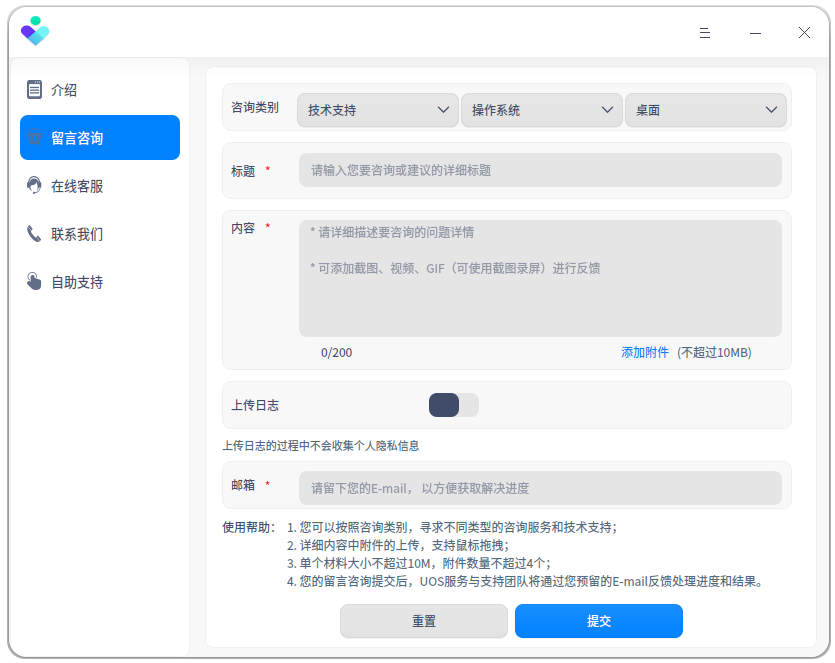 介绍
留言咨询
在线客服
联系我们
自助支持
咨询类别 技术支持 操作系统 桌面
标题 * 请输入您要咨询或建议的详细标题
内容 * * 请详细描述要咨询的问题详情
* 可添加截图、视频、GIF（可使用截图录屏）进行反馈
0/200 添加附件 (不超过10MB)
上传日志
上传日志的过程中不会收集个人隐私信息
邮箱 * 请留下您的E-mail， 以方便获取解决进度
使用帮助： 1. 您可以按照咨询类别，寻求不同类型的咨询服务和技术支持；
2. 详细内容中附件的上传，支持鼠标拖拽；
3. 单个材料大小不超过10M，附件数量不超过4个；
4. 您的留言咨询提交后，UOS服务与支持团队将通过您预留的E-mail反馈处理进度和结果。
重置 提交